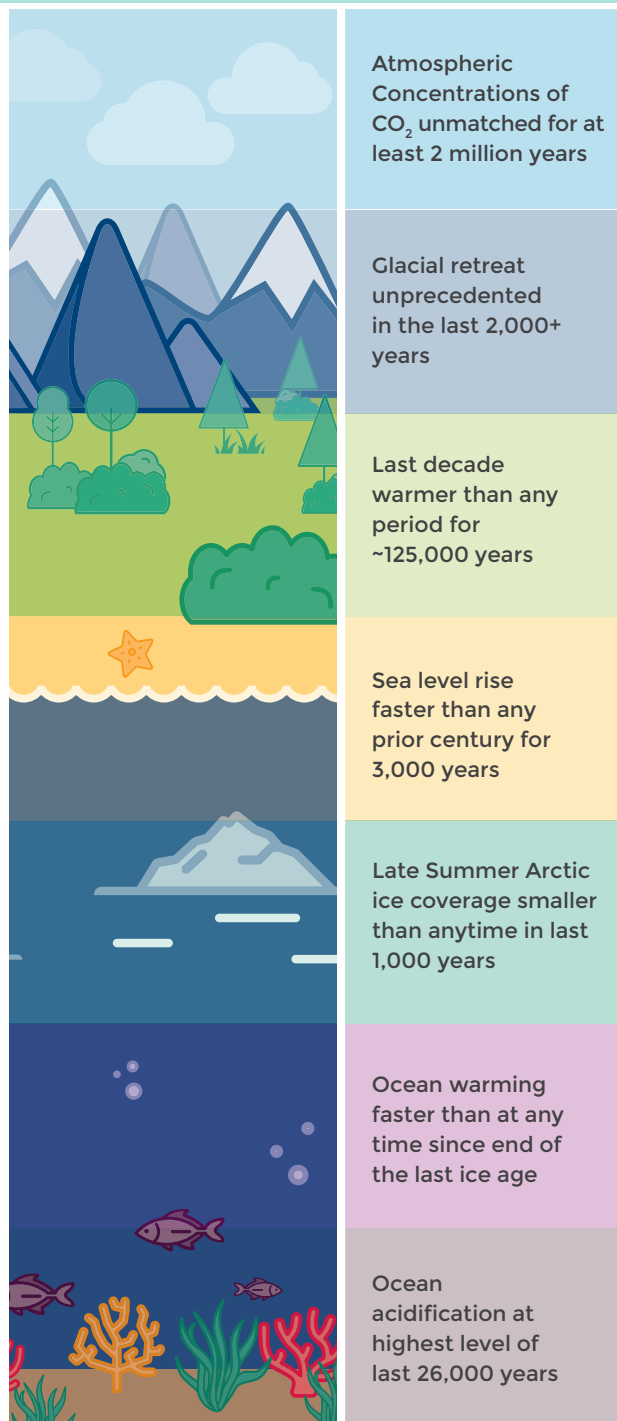 Atmospheric
Concentrations of
CO₂ unmatched for at
least 2 million years
Glacial retreat
unprecedented
in the last 2,000+
years
Last decade
warmer than any
period for
~125,000 years
Sea level rise
faster than any
prior century for
3,000 years
Late Summer Arctic
ice coverage smaller
than anytime in last
1,000 years
Ocean warming
faster than at any
time since end of
the last ice age
Ocean
acidification at
highest level of
last 26,000 years